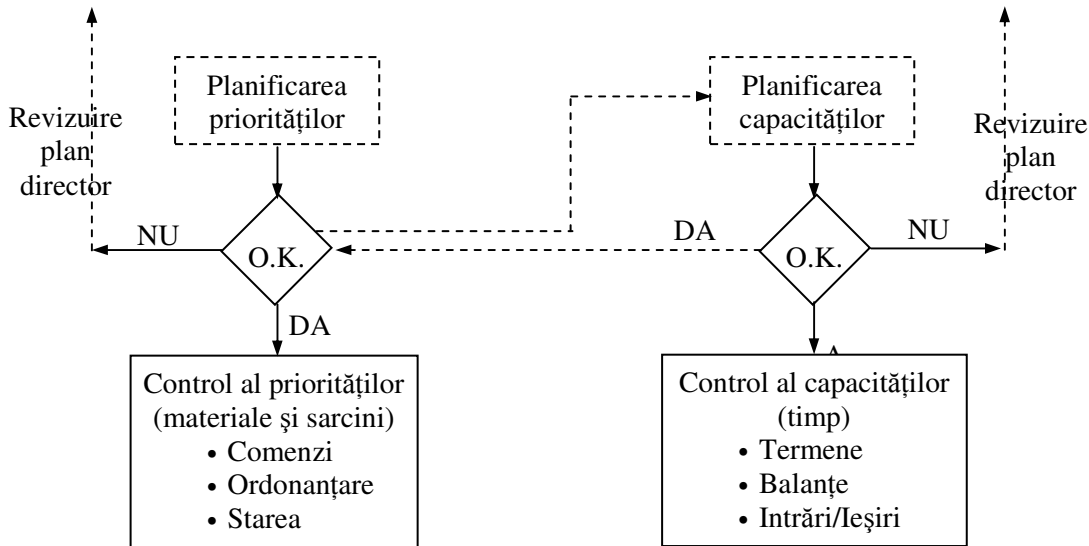 Planificarea
priorităților
Planificarea
capacităților
Revizuire
plan
director
Revizuire
plan
director
NU
O.K.
DA
DA
O.K.
NU
Control al priorităților
(materiale şi sarcini)
• Comenzi
• Ordonanțare
• Starea
Control al capacităților
(timp)
• Termene
• Balanțe
• Intrări/Ieşiri